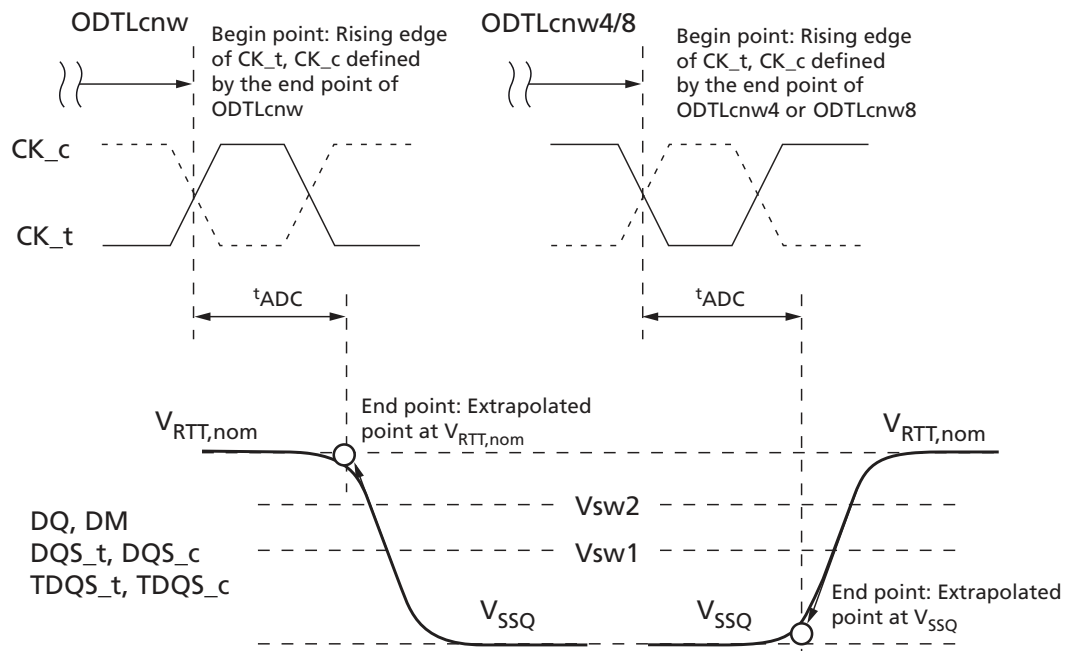 ODTLcnw
Begin point: Rising edge
of CK_t, CK_c defined
by the end point of
ODTLcnw
ODTLcnw4/8
Begin point: Rising edge
of CK_t, CK_c defined
by the end point of
ODTLcnw4 or ODTLcnw8
CK_c
CK_t
tADC
tADC
End point: Extrapolated
point at VRTT,nom
VRTT,nom
VRTT,nom
Vsw2
DQ, DM
DQS_t, DQS_c
TDQS_t, TDQS_c
Vsw1
VSSQ
VSSQ
End point: Extrapolated
point at VSSQ